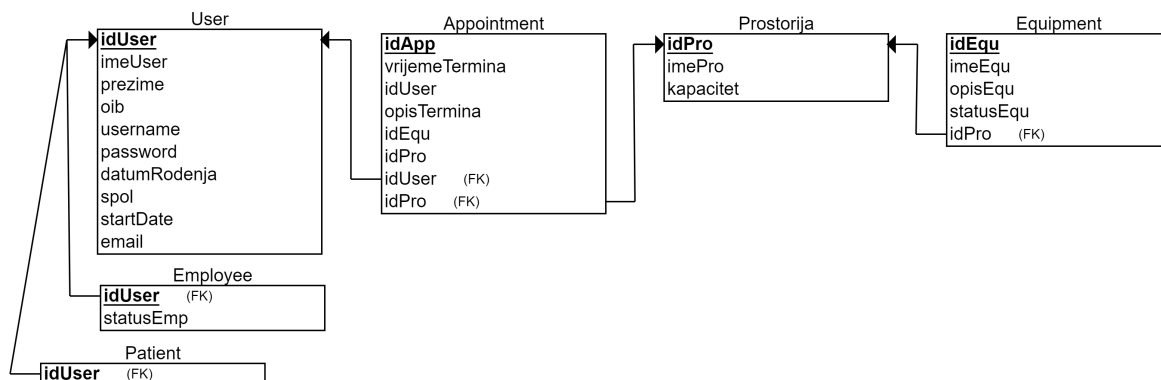 User
idUser
imeUser
prezime
oib
username
password
datumRodenja
spol
startDate
email
Appointment
idApp
vrijemeTermina
idUser
opisTermina
idEqu
idPro
idUser (FK)
idPro (FK)
Prostorija
idPro
imePro
kapacitet
Equipment
idEqu
imeEqu
opisEqu
statusEqu
idPro (FK)
Employee
idUser (FK)
statusEmp
Patient
idUser (FK)